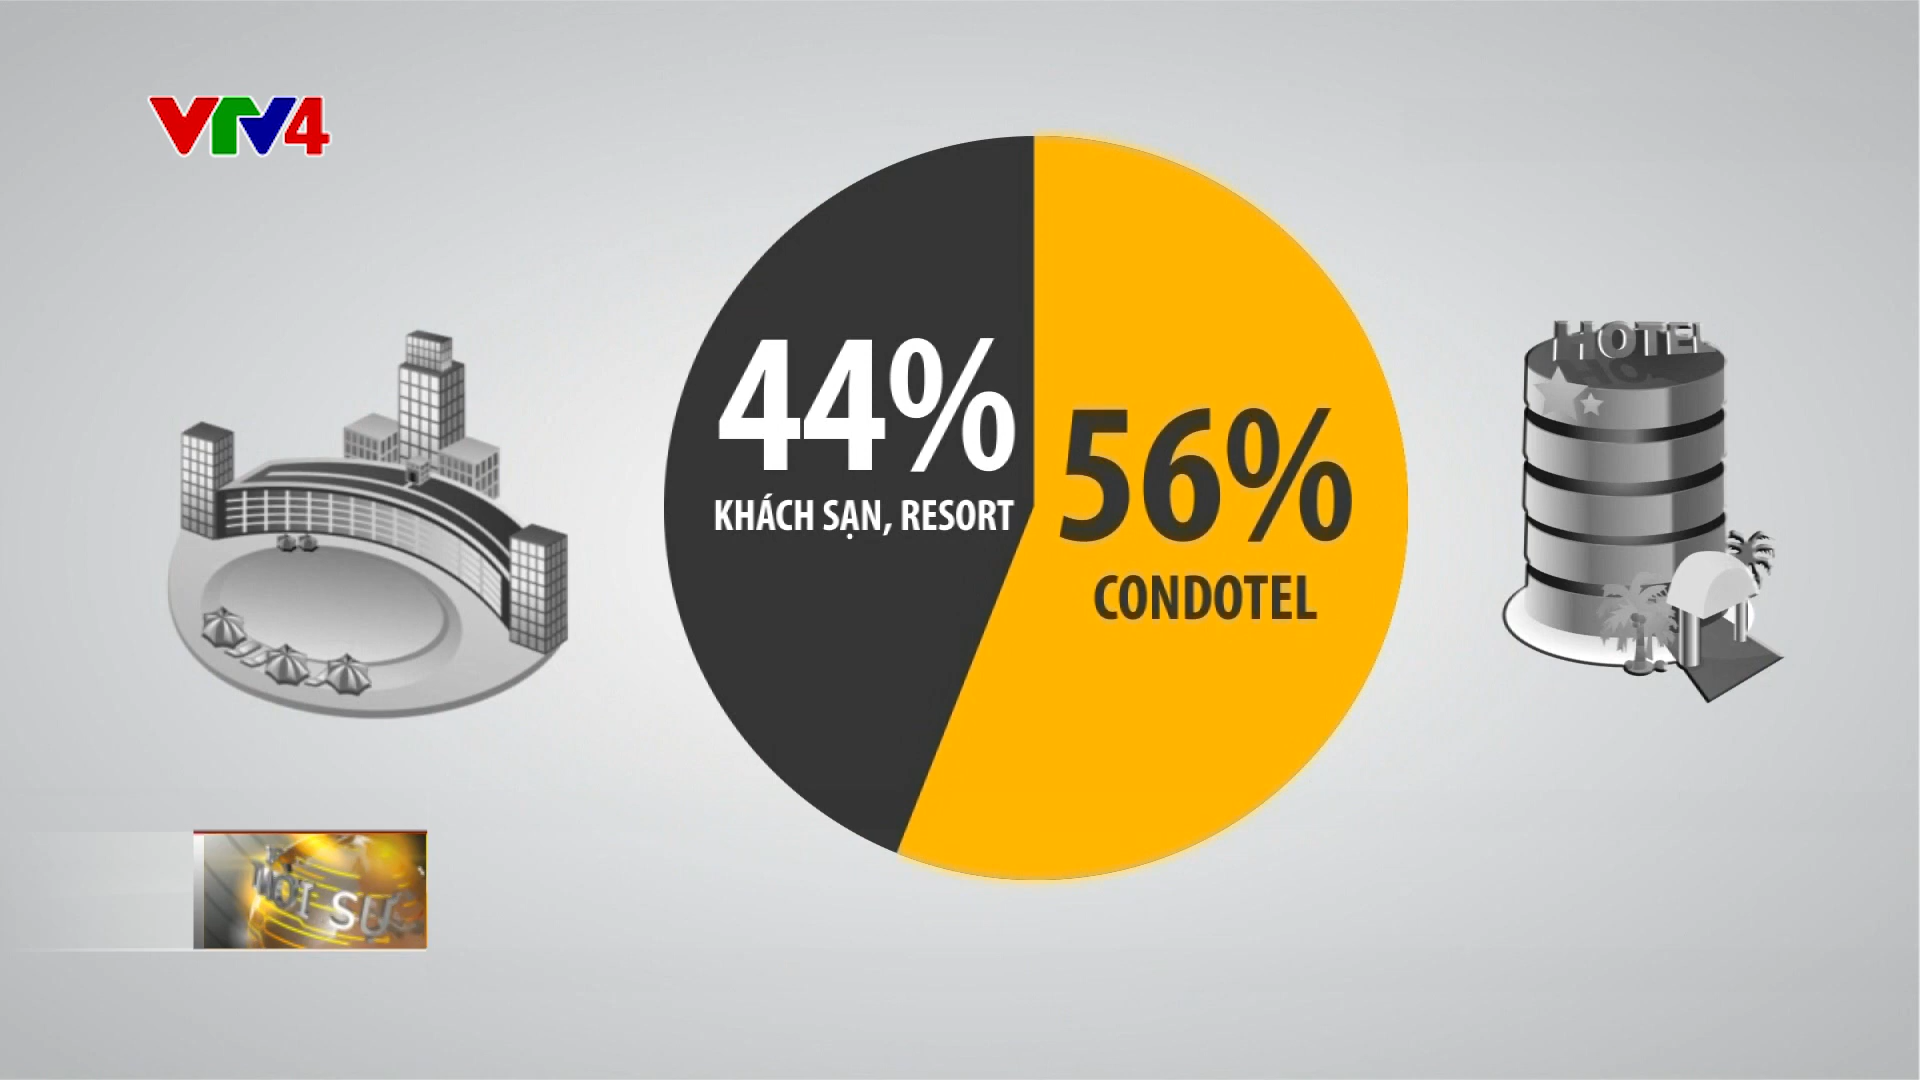 VTV4
HOTEL
44%
KHÁCH SẠN, RESORT
56%
CONDOTEL